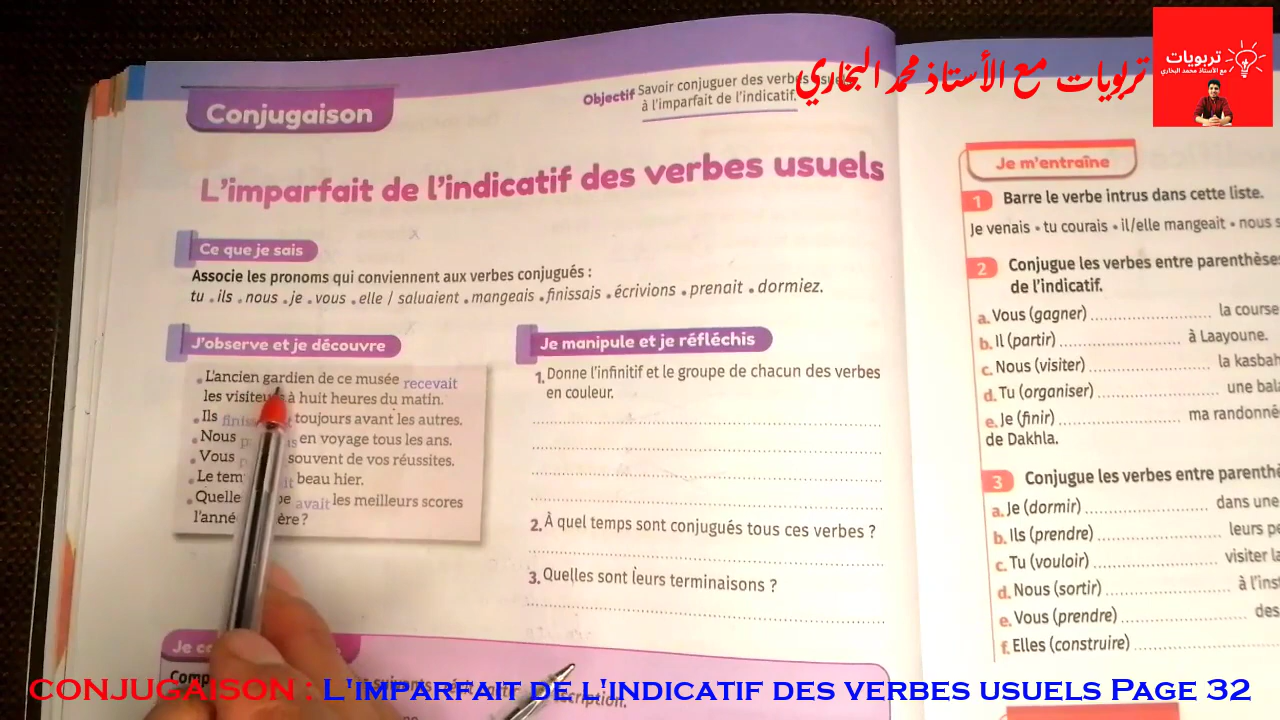 تربويات مع الأستاذ محمد البخاري
تربويات
مع الأستاذ محمد البخاري
Conjugaison
Objectif Savoir conjuguer des verbes usuels
à l'imparfait de l'indicatif.
L'imparfait de l'indicatif des verbes usuels
Ce que je sais
Associe les pronoms qui conviennent aux verbes conjugués :
tu • ils • nous • je • vous • elle / saluaient • mangeais • finissais • écrivions • prenait • dormiez.
J'observe et je découvre
• L'ancien gardien de ce musée recevait
les visiteurs à huit heures du matin.
• Ils toujours avant les autres.
• Nous en voyage tous les ans.
• Vous souvent de vos réussites.
• Le beau hier.
• Quelle avait les meilleurs scores
Je manipule et je réfléchis
1. Donne l'infinitif et le groupe de chacun des verbes
en couleur.
2. À quel temps sont conjugués tous ces verbes ?
3. Quelles sont leurs terminaisons ?
suivants
Je m'entraîne
1 Barre le verbe intrus dans cette liste.
Je venais • tu courais • il/elle mangeait • nous
2 Conjugue les verbes entre parenthèses
de l'indicatif.
a. Vous (gagner) ........................ la course
b. Il (partir) ........................ à Laayoune.
c. Nous (visiter) ........................ la kasbah
d. Tu (organiser) ........................ une
e. Je (finir) ........................ ma
de Dakhla.
3 Conjugue les verbes entre
a. Je (dormir) ........................ dans une
b. Ils (prendre) ........................ leurs
c. Tu (vouloir) ........................ visiter
d. Nous (sortir) ........................ à
e. Vous (prendre) ........................ des
f. Elles (construire) ........................
CONJUGAISON : L'imparfait de l'indicatif des verbes usuels Page 32